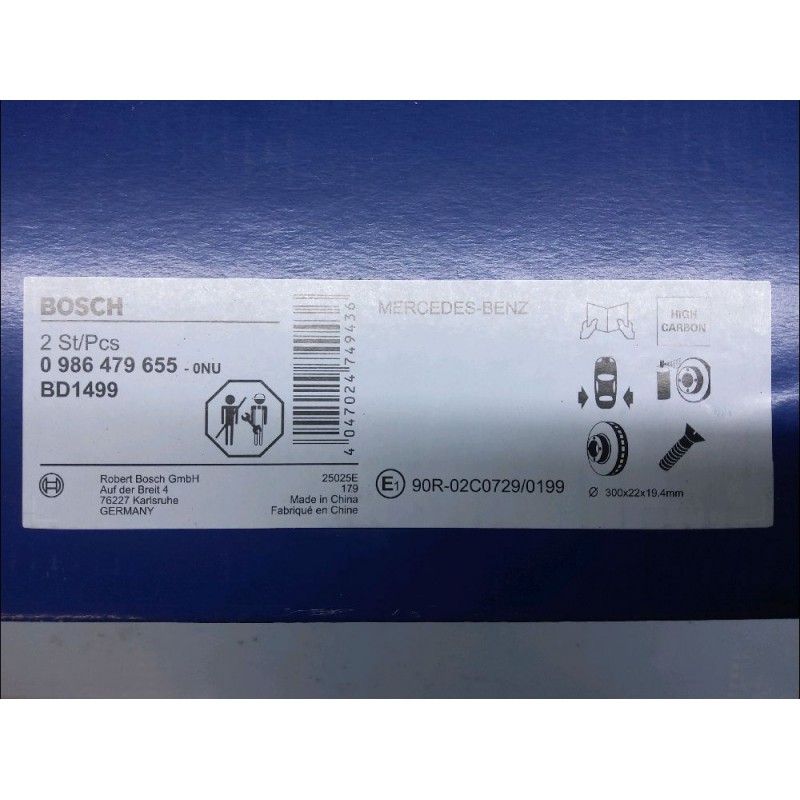 BOSCH
2 St/Pcs
0 986 479 655 - 0NU
BD1499
4 047024 749436
Robert Bosch GmbH
Auf der Breit 4
76227 Karlsruhe
GERMANY
25025E
179
Made in China
Fabriqué en Chine
MERCEDES-BENZ
HIGH
CARBON
E1 90R-02C0729/0199
Ø 300x22x19.4mm